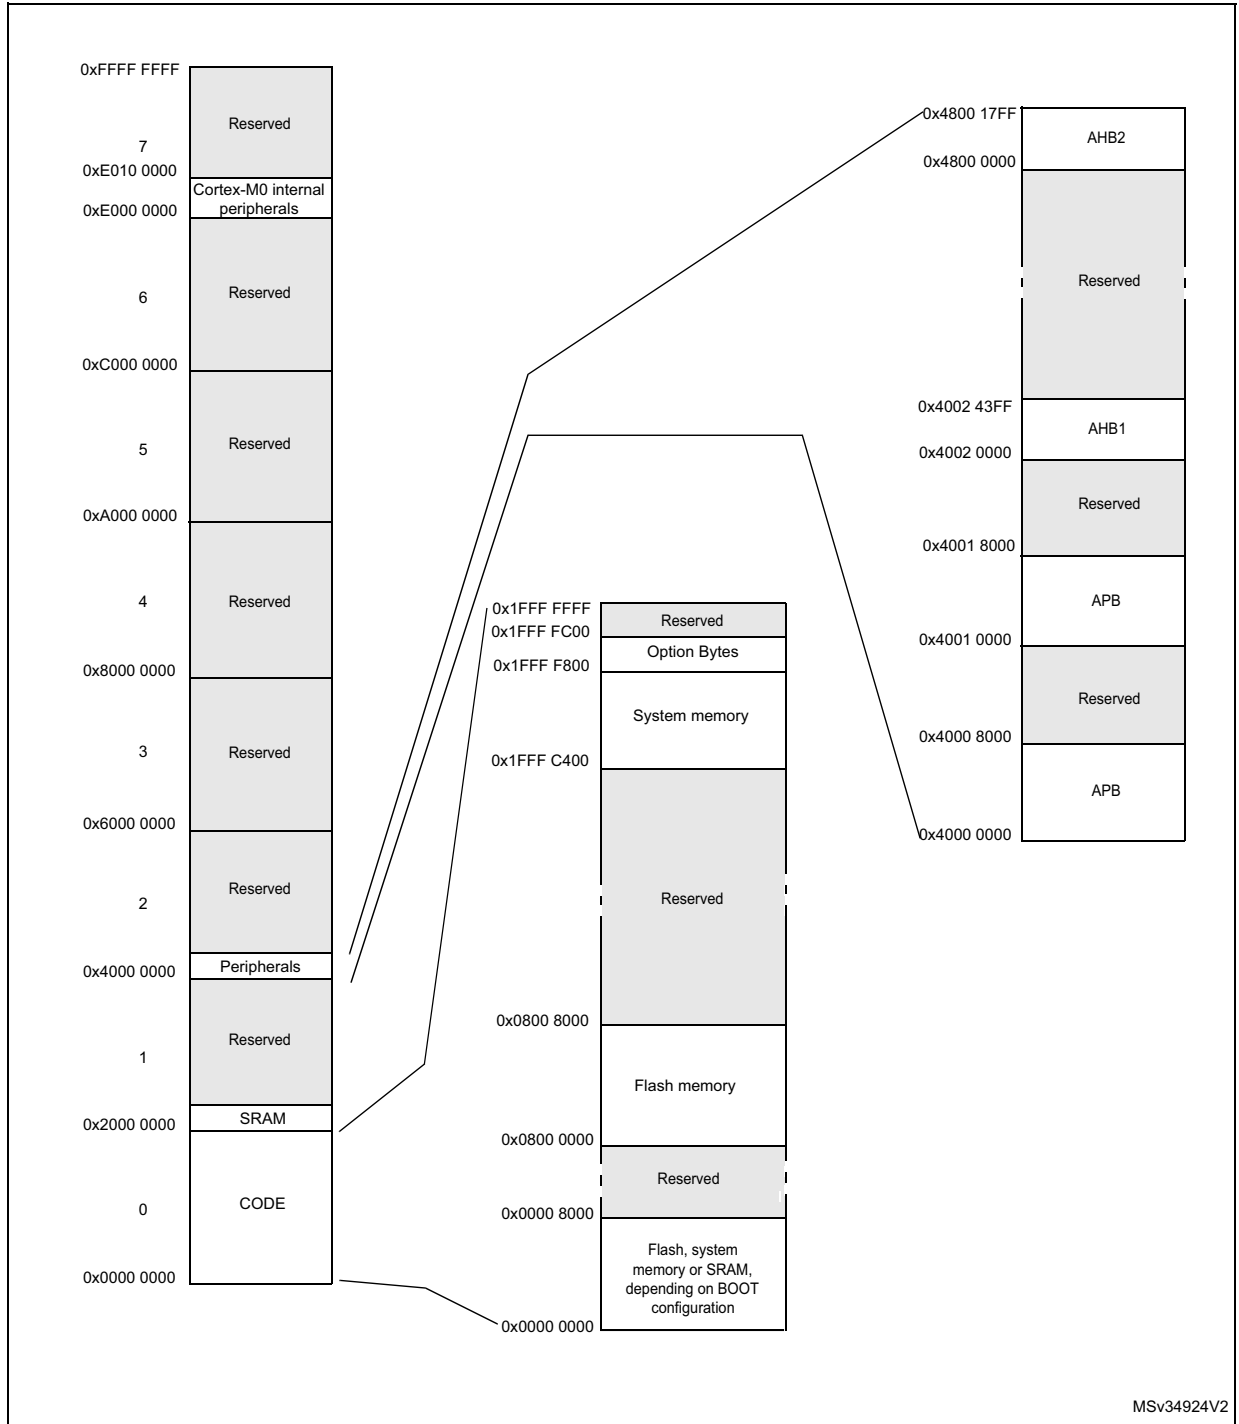 0xFFFF FFFF
Reserved
7
0xE010 0000
Cortex-M0 internal
peripherals
0xE000 0000
Reserved
6
0xC000 0000
Reserved
5
0xA000 0000
Reserved
4
0x8000 0000
Reserved
3
0x6000 0000
Reserved
2
Peripherals
0x4000 0000
Reserved
1
SRAM
0x2000 0000
CODE
0
0x0000 0000
0x1FFF FFFF
Reserved
0x1FFF FC00
Option Bytes
0x1FFF F800
System memory
0x1FFF C400
Reserved
0x0800 8000
Flash memory
0x0800 0000
Reserved
0x0000 8000
Flash, system
memory or SRAM,
depending on BOOT
configuration
0x0000 0000
0x4800 17FF
AHB2
0x4800 0000
Reserved
0x4002 43FF
AHB1
0x4002 0000
Reserved
0x4001 8000
APB
0x4001 0000
Reserved
0x4000 8000
APB
0x4000 0000
MSv34924V2